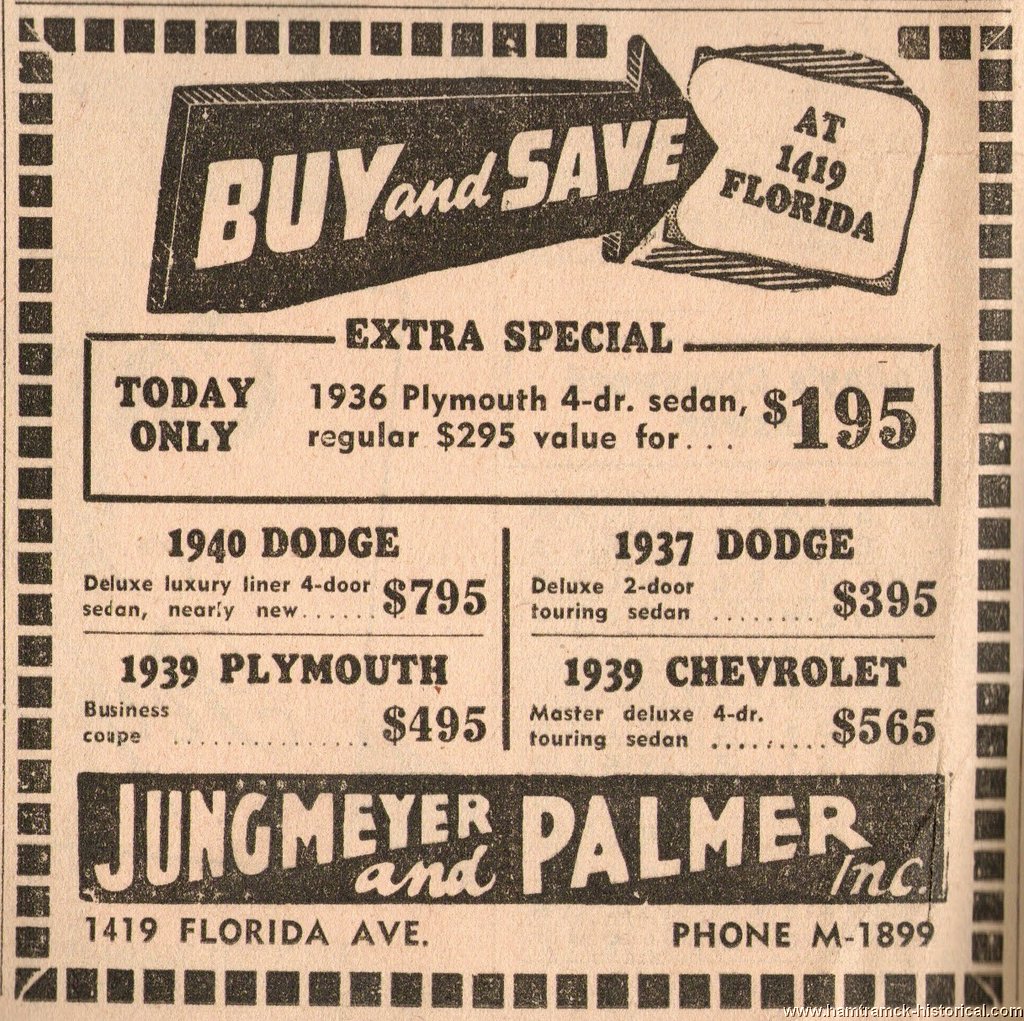 BUY and SAVE
AT
1419
FLORIDA
EXTRA SPECIAL
TODAY
ONLY
1936 Plymouth 4-dr. sedan,
regular $295 value for. . .
$195
1940 DODGE
Deluxe luxury liner 4-door
sedan, nearly new......
$795
1937 DODGE
Deluxe 2-door
touring sedan ........
$395
1939 PLYMOUTH
Business
coupe ...............
$495
1939 CHEVROLET
Master deluxe 4-dr.
touring sedan .........
$565
JUNGMEYER and PALMER Inc.
1419 FLORIDA AVE. PHONE M-1899
www.hamtramck-historical.com